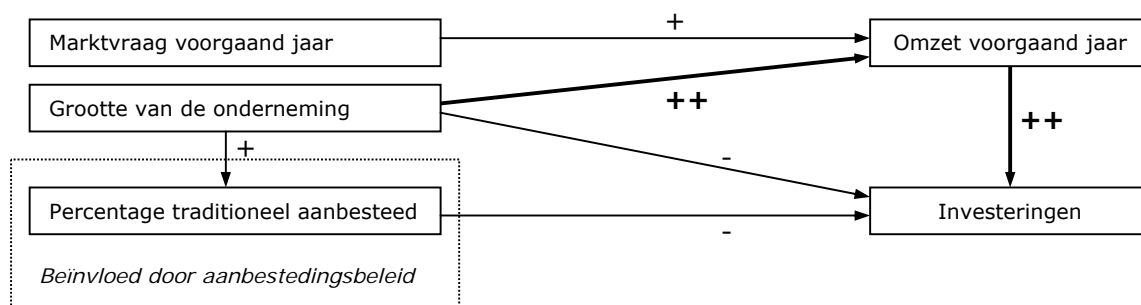 Marktvraag voorgaand jaar
+
Omzet voorgaand jaar
Grootte van de onderneming
++
++
+
-
Percentage traditioneel aanbesteed
-
Investeringen
Beïnvloed door aanbestedingsbeleid